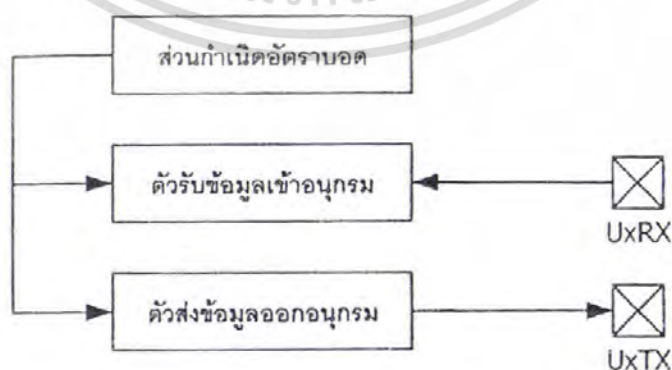 ส่วนกำเนิดอัตราบอด
ตัวรับข้อมูลเข้าอนุกรม
UxRX
ตัวส่งข้อมูลออกอนุกรม
UxTX